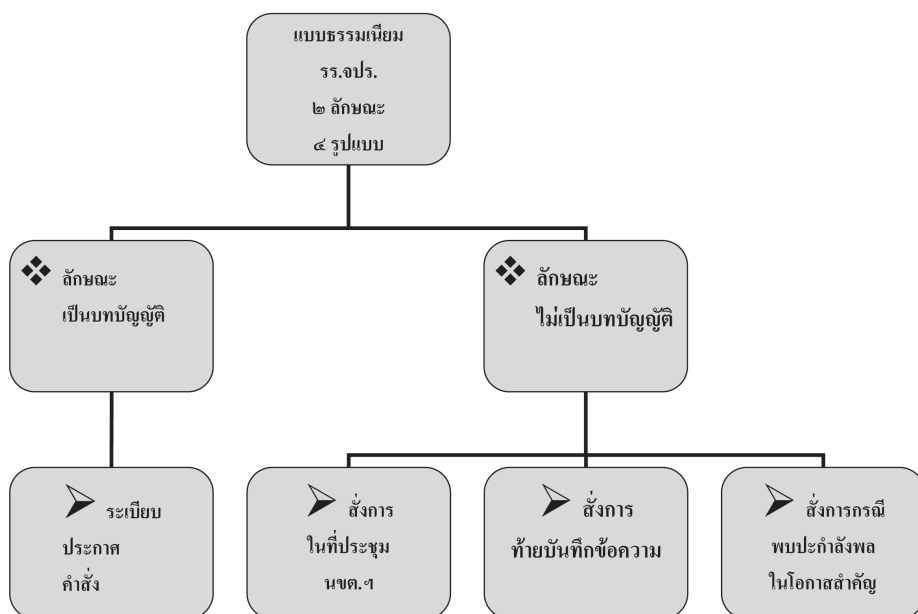 แบบธรรมเนียม
รร.จปร.
๒ ลักษณะ
๔ รูปแบบ
ลักษณะ
เป็นบทบัญญัติ
ลักษณะ
ไม่เป็นบทบัญญัติ
ระเบียบ
ประกาศ
คำสั่ง
สั่งการ
ในที่ประชุม
นขต.ฯ
สั่งการ
ท้ายบันทึกข้อความ
สั่งการกรณี
พบปะกำลังพล
ในโอกาสสำคัญ